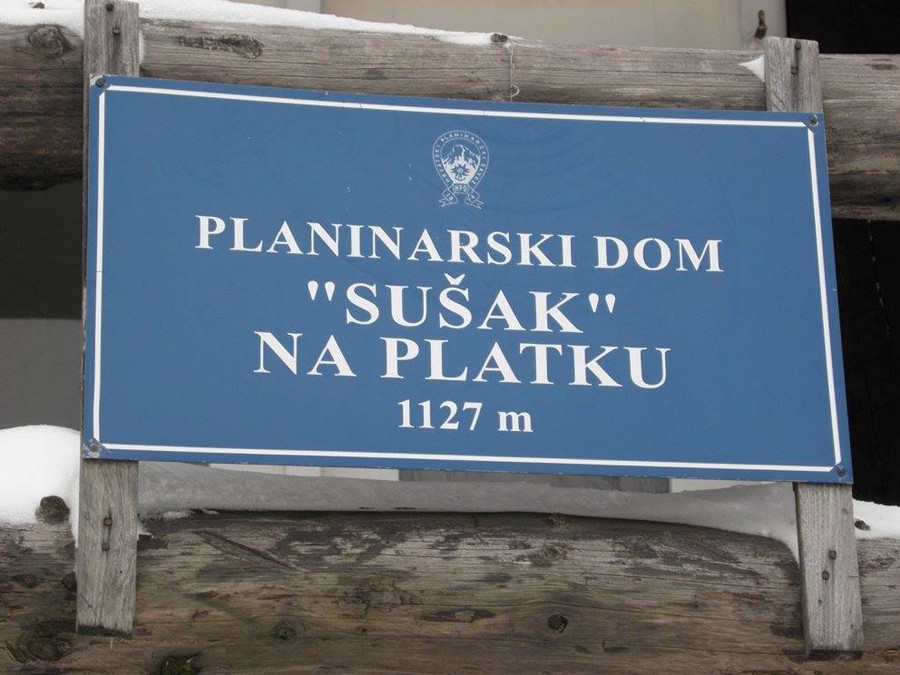 PLANINARSKI DOM
"SUŠAK"
NA PLATKU
1127 m